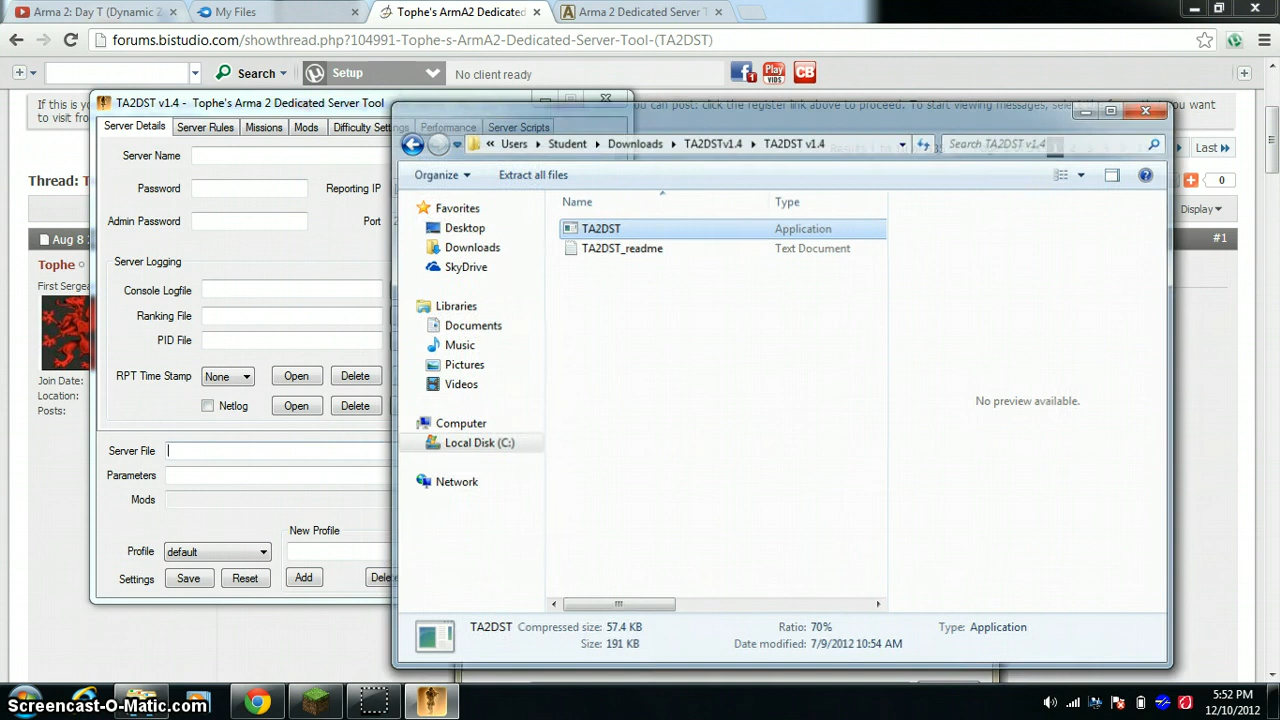 Arma 2: Day T (Dynamic Z
My Files
Tophe's ArmA2 Dedicated
Arma 2 Dedicated Server T
forums.bistudio.com/showthread.php?104991-Tophe-s-ArmA2-Dedicated-Server-Tool-(TA2DST)
Search
Setup
No client ready
1
Play VIDS
CB
If this is yo
can post: click the register link above to proceed. To start viewing messages,
want
to visit fro
TA2DST v1.4 - Tophe's Arma 2 Dedicated Server Tool
Server Details
Server Rules
Missions
Mods
Difficulty Settings
Performance
Server Scripts
Users
Student
Downloads
TA2DSTv1.4
TA2DST v1.4
Search TA2DST v1.4
Last
Server Name
Organize
Extract all files
Thread: T
0
Password
Reporting IP
Name
Type
Favorites
Display
Admin Password
Port
Desktop
TA2DST
Application
Aug 8
#1
Downloads
TA2DST_readme
Text Document
Tophe
SkyDrive
Server Logging
First Sergea
Console Logfile
Libraries
Ranking File
Documents
PID File
Music
Pictures
RPT Time Stamp
None
Open
Delete
Videos
Join Date:
Location:
Netlog
Open
Delete
No preview available.
Posts:
Computer
Local Disk (C:)
Server File
Parameters
Network
Mods
New Profile
Profile
default
Settings
Save
Reset
Add
Delete
TA2DST
Compressed size: 57.4 KB
Ratio: 70%
Type: Application
Size: 191 KB
Date modified: 7/9/2012 10:54 AM
5:52 PM
Screencast-O-Matic.com
12/10/2012